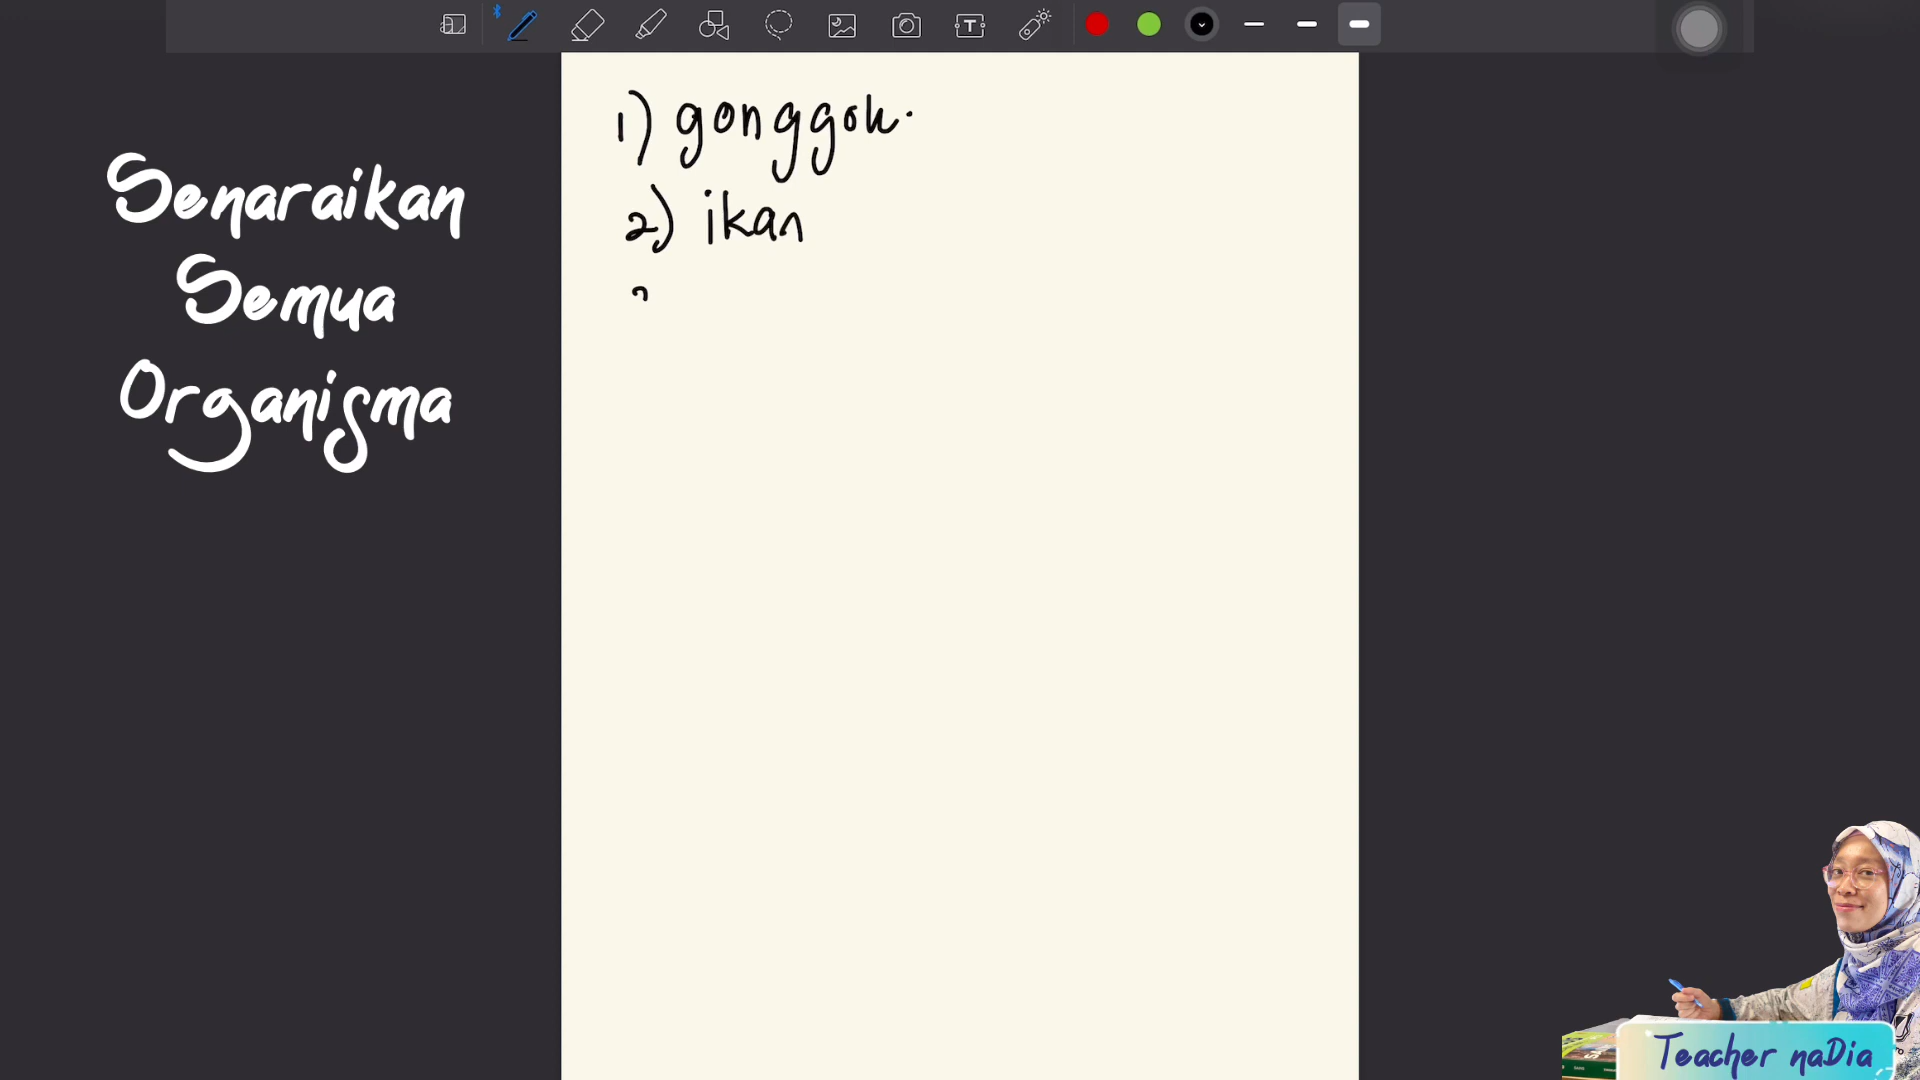 Senaraikan
Semua
Organisma
1) gonggok.
2) ikan
Teacher naDia